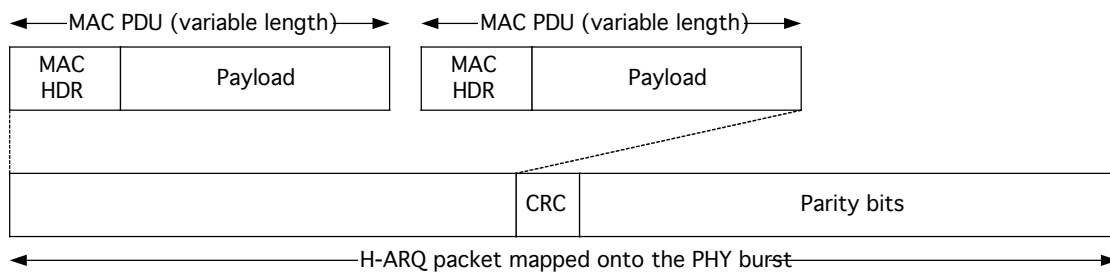 MAC PDU (variable length)
MAC PDU (variable length)
MAC
HDR
Payload
MAC
HDR
Payload
CRC
Parity bits
H-ARQ packet mapped onto the PHY burst